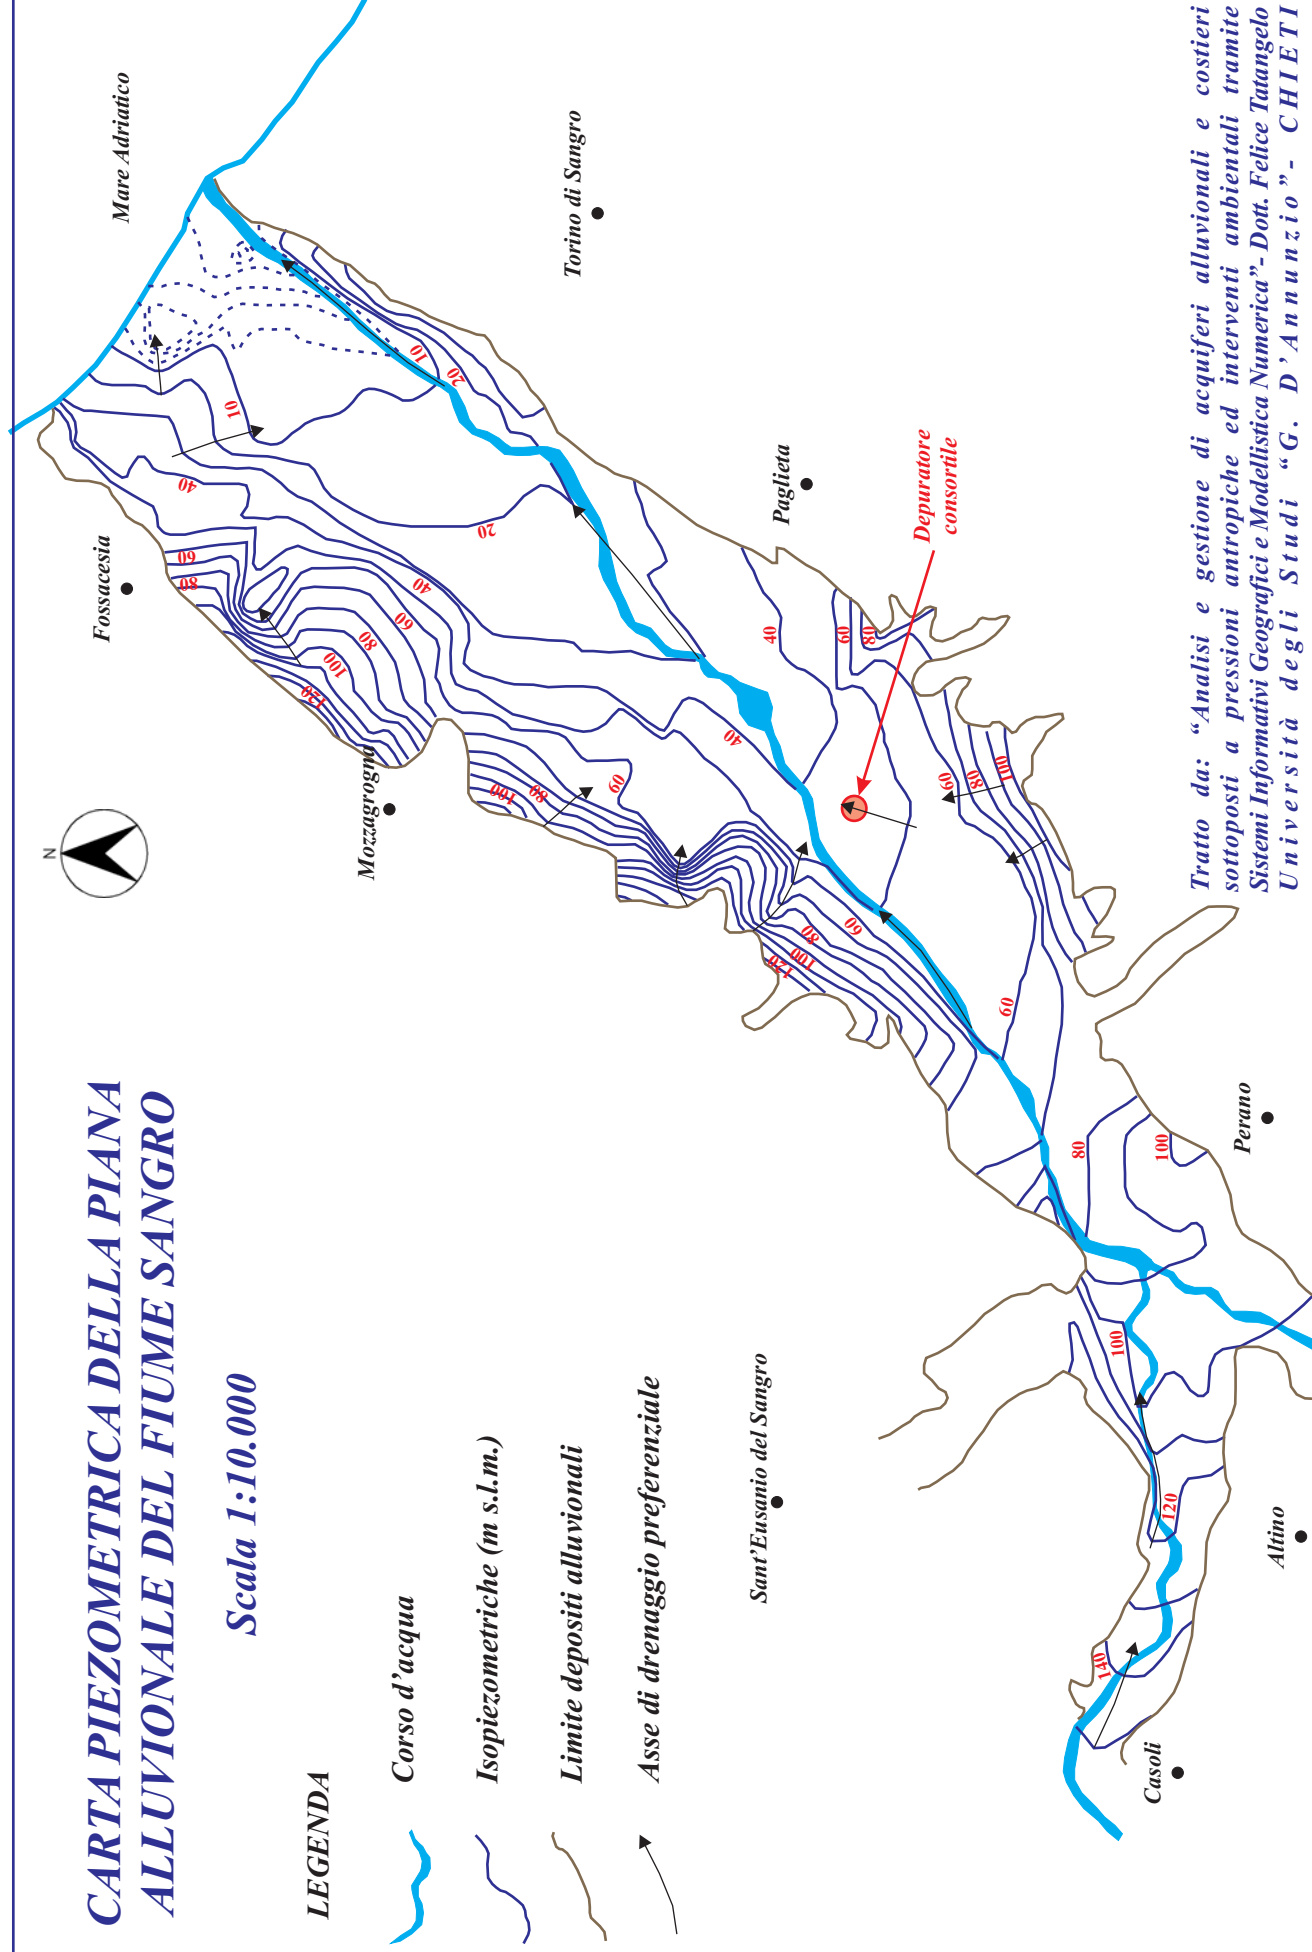 CARTA PIEZOMETRICA DELLA PIANA
ALLUVIONALE DEL FIUME SANGRO
Scala 1:10.000
LEGENDA
Corso d'acqua
Isopiezometriche (m s.l.m.)
Limite depositi alluvionali
Asse di drenaggio preferenziale
N
Mare Adriatico
Fossacesia
Torino di Sangro
Mozzagrogna
Paglieta
Depuratore
consortile
Sant'Eusanio del Sangro
Perano
Altino
Casoli
10
10
20
20
40
40
60
80
60
80
100
120
40
60
80
100
40
60
80
60
80
100
60
80
100
120
60
80
100
100
120
140
Tratto da: "Analisi e gestione di acquiferi alluvionali e costieri
sottoposti a pressioni antropiche ed interventi ambientali tramite
Sistemi Informativi Geografici e Modellistica Numerica"- Dott. Felice Tatangelo
Università degli Studi "G. D'Annunzio"- CHIETI